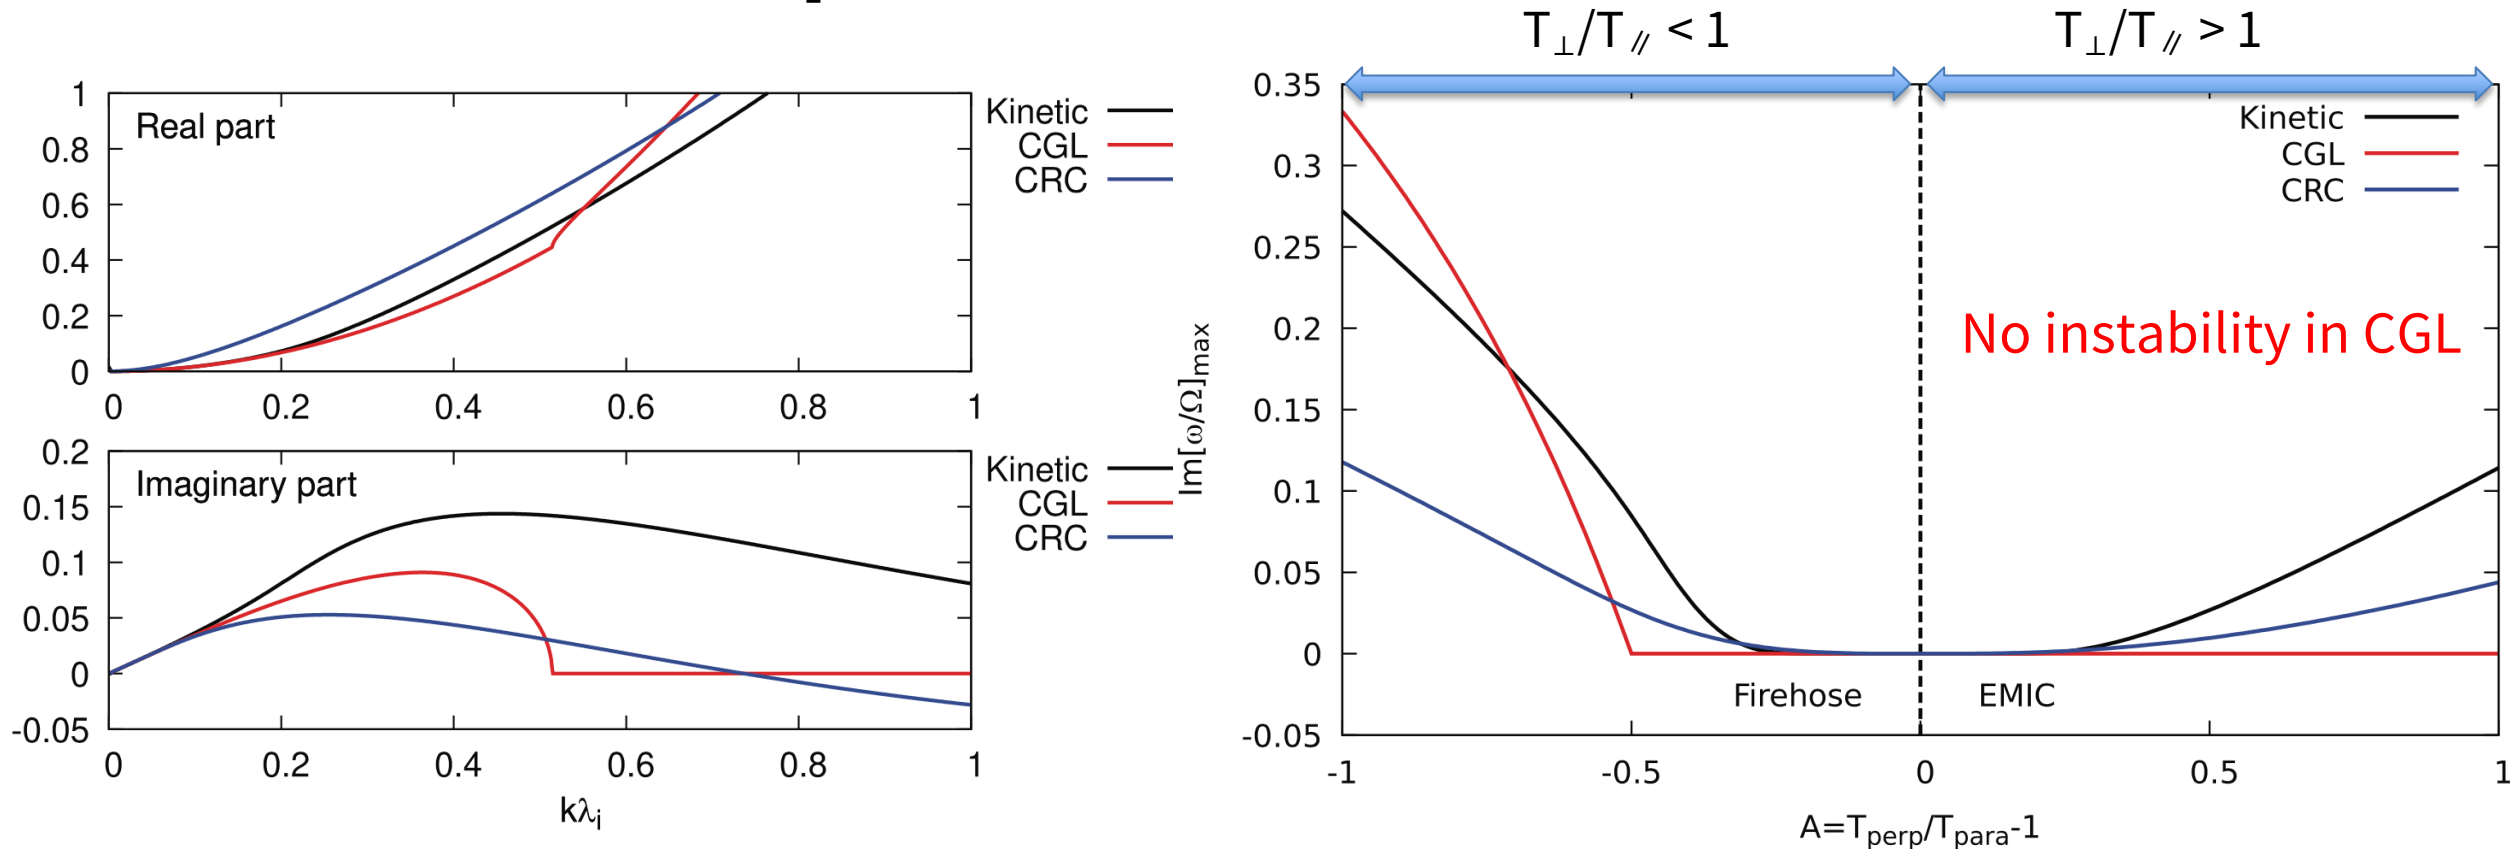 Real part
1
0.8
0.6
0.4
0.2
0
0 0.2 0.4 0.6 0.8 1
Kinetic
CGL
CRC
Imaginary part
0.2
0.15
0.1
0.05
0
-0.05
0 0.2 0.4 0.6 0.8 1
kλi
Kinetic
CGL
CRC
T⊥/T∥ < 1
T⊥/T∥ > 1
Im[ω/Ω]max
0.35
0.3
0.25
0.2
0.15
0.1
0.05
0
-0.05
Kinetic
CGL
CRC
No instability in CGL
Firehose
EMIC
-1 -0.5 0 0.5 1
A=Tperp/Tpara-1